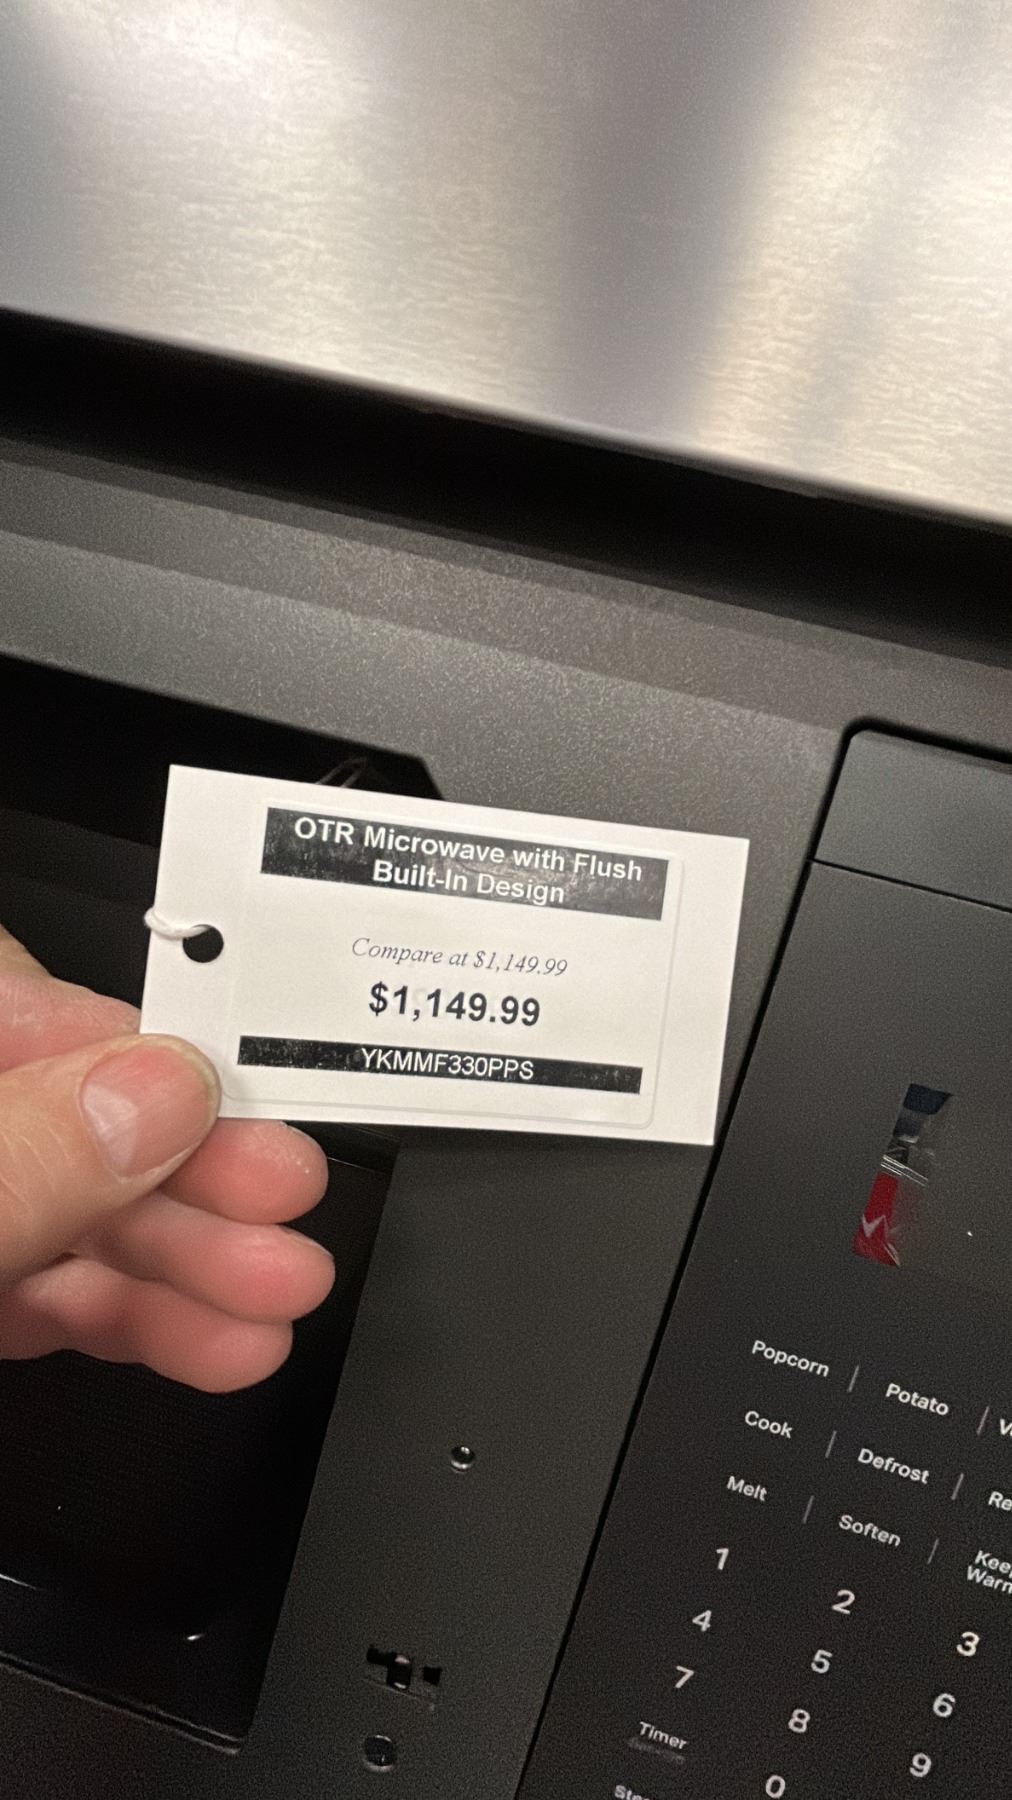 OTR Microwave with Flush
Built-In Design
Compare at $1,149.99
$1,149.99
YKMMF330PPS
Popcorn | Potato |
Cook | Defrost |
Melt | Soften |
1 2 3
4 5 6
7 8 9
Timer 0